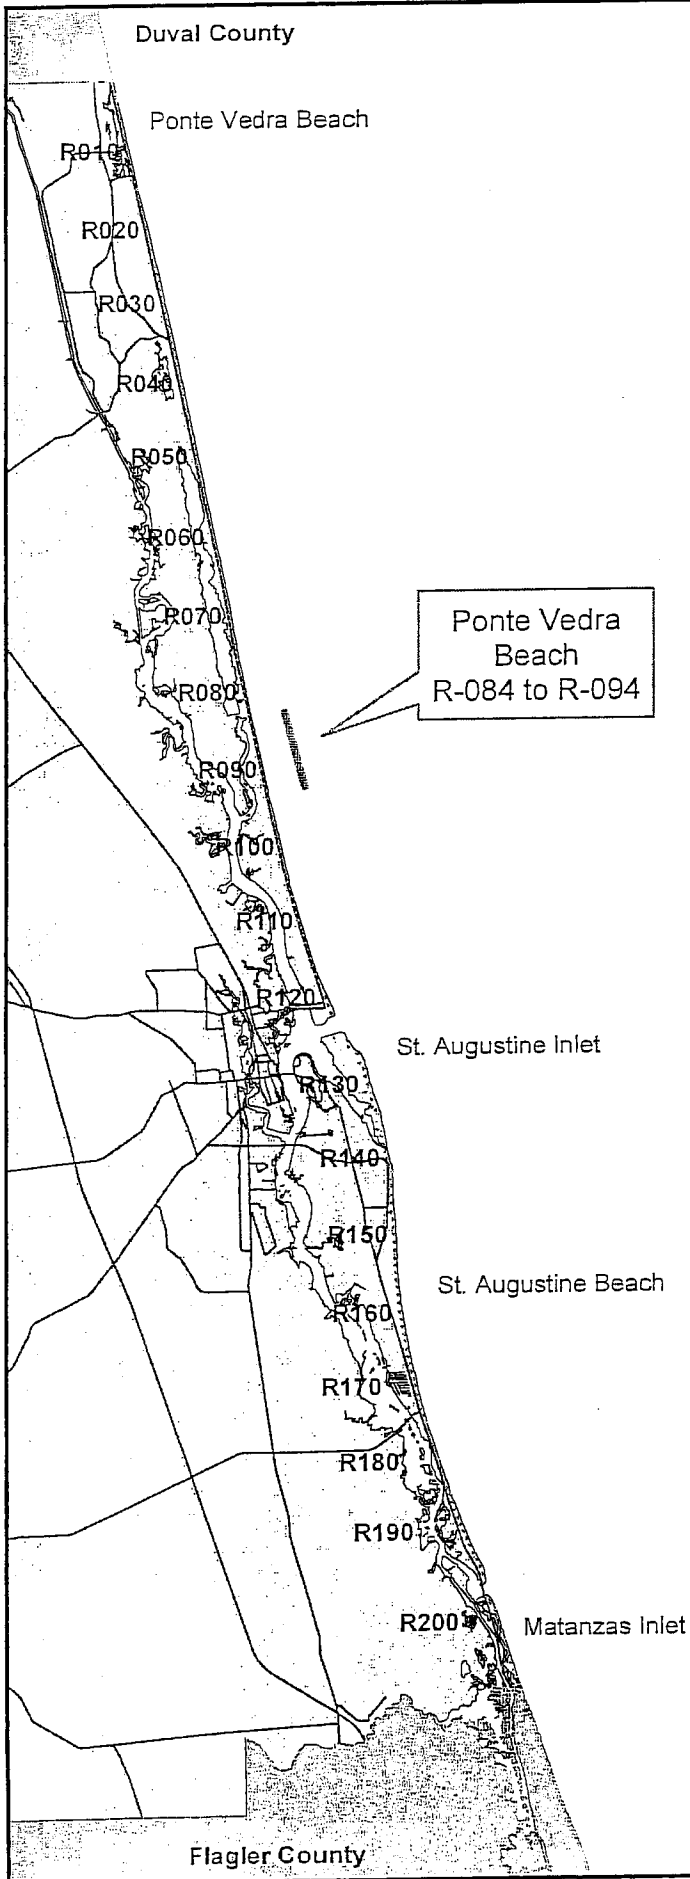 Duval County
Ponte Vedra Beach
R010
R020
R030
R040
R050
R060
R070
Ponte Vedra
Beach
R-084 to R-094
R080
R090
R100
R110
R120
St. Augustine Inlet
R130
R140
R150
St. Augustine Beach
R160
R170
R180
R190
R200
Matanzas Inlet
Flagler County